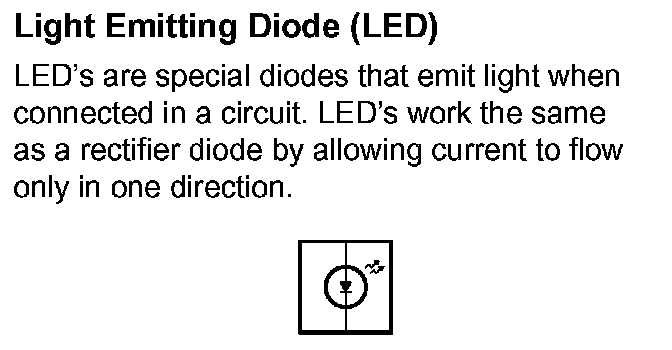 Light Emitting Diode (LED)
LED’s are special diodes that emit light when
connected in a circuit. LED’s work the same
as a rectifier diode by allowing current to flow
only in one direction.